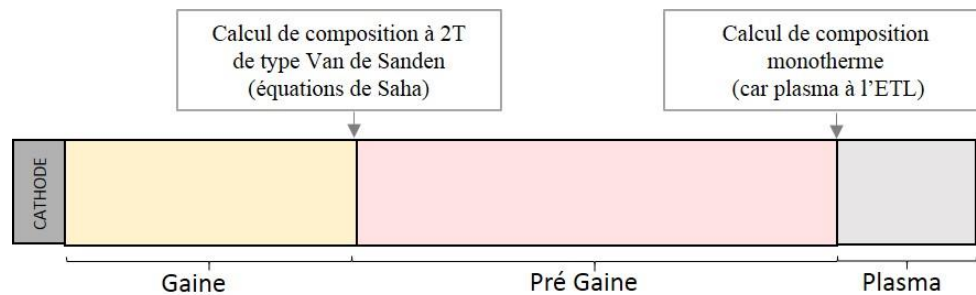 Calcul de composition à 2T
de type Van de Sanden
(équations de Saha)
Calcul de composition
monotherme
(car plasma à l'ETL)
CATHODE
Gaine
Pré Gaine
Plasma